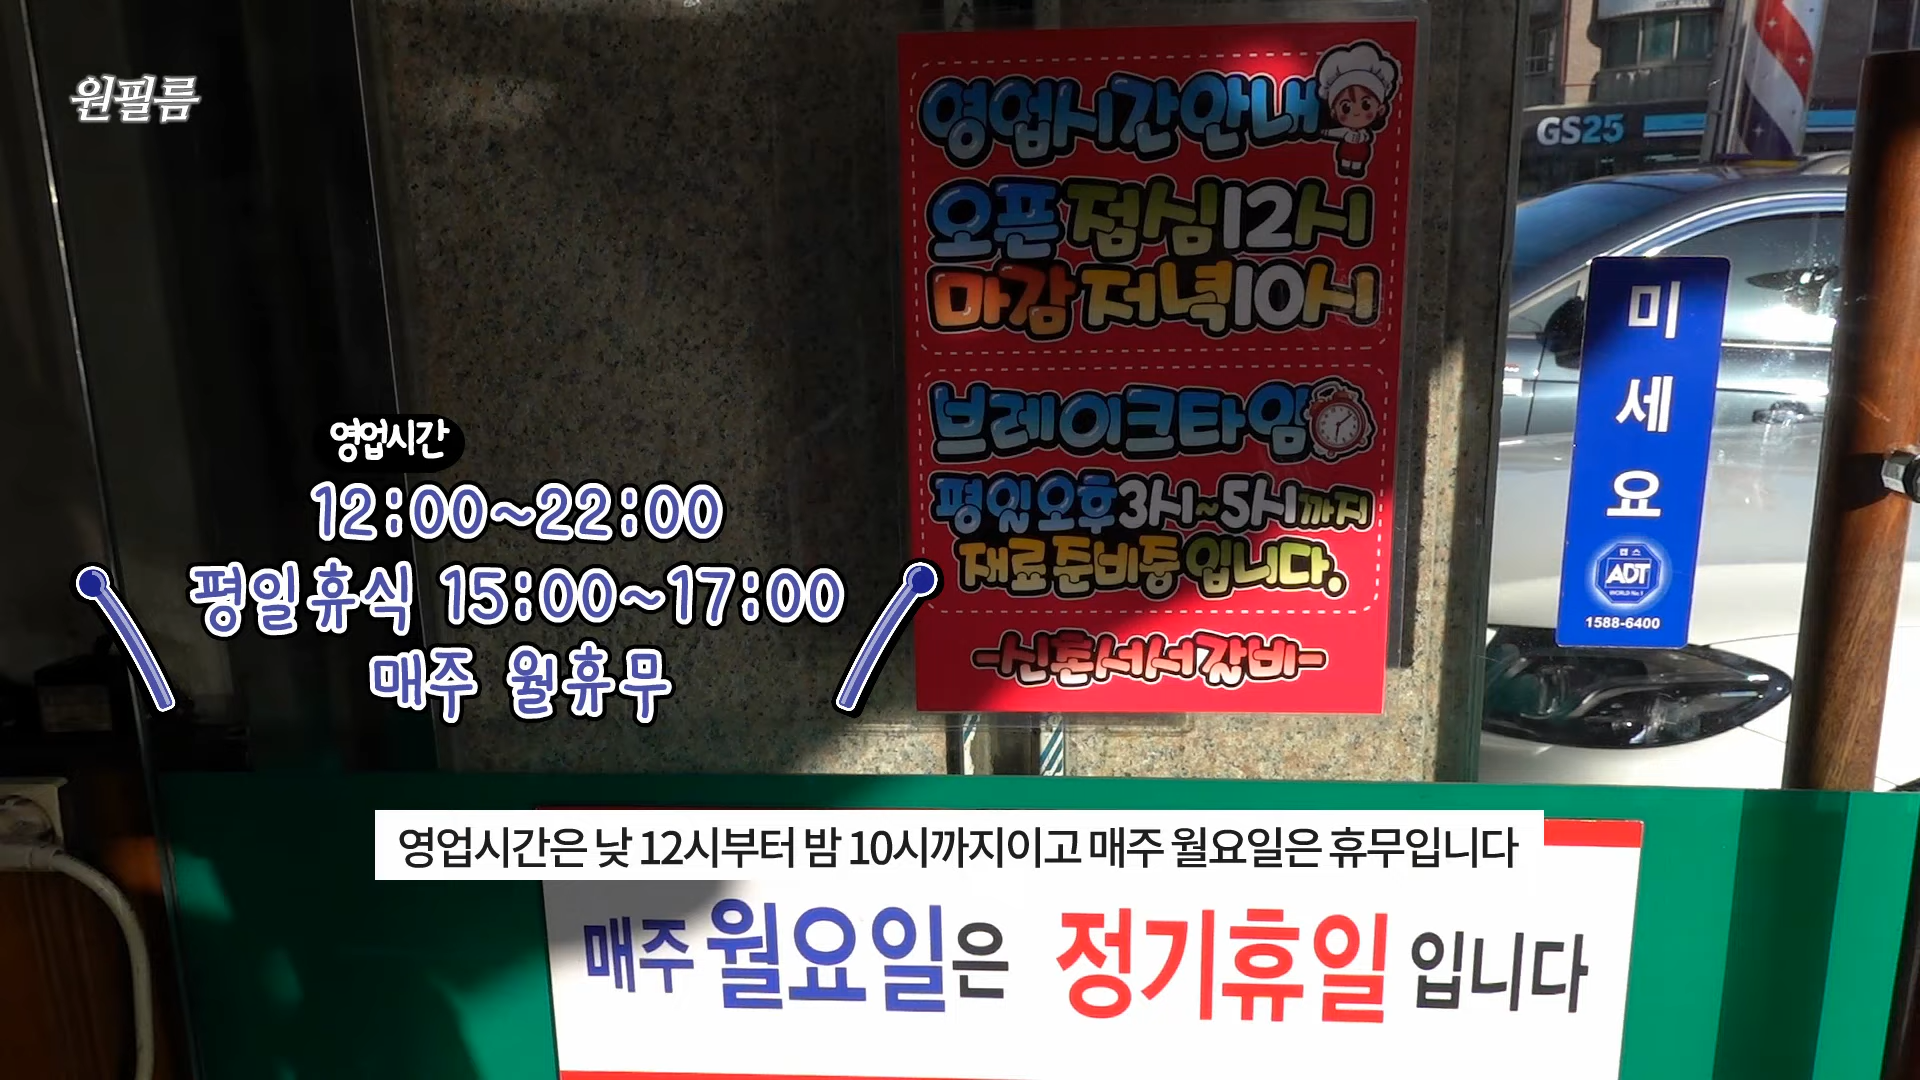 원필름
영업시간안내
오픈 점심 12시
마감 저녁 10시
브레이크타임
평일 오후 3시~5시까지
재료준비중 입니다.
-신촌서서갈비-
GS25
미
세
요
캡스
ADT
WORLD No.1
1588-6400
영업시간
12:00~22:00
평일휴식 15:00~17:00
매주 월휴무
영업시간은 낮 12시부터 밤 10시까지이고 매주 월요일은 휴무입니다
매주 월요일은 정기휴일 입니다